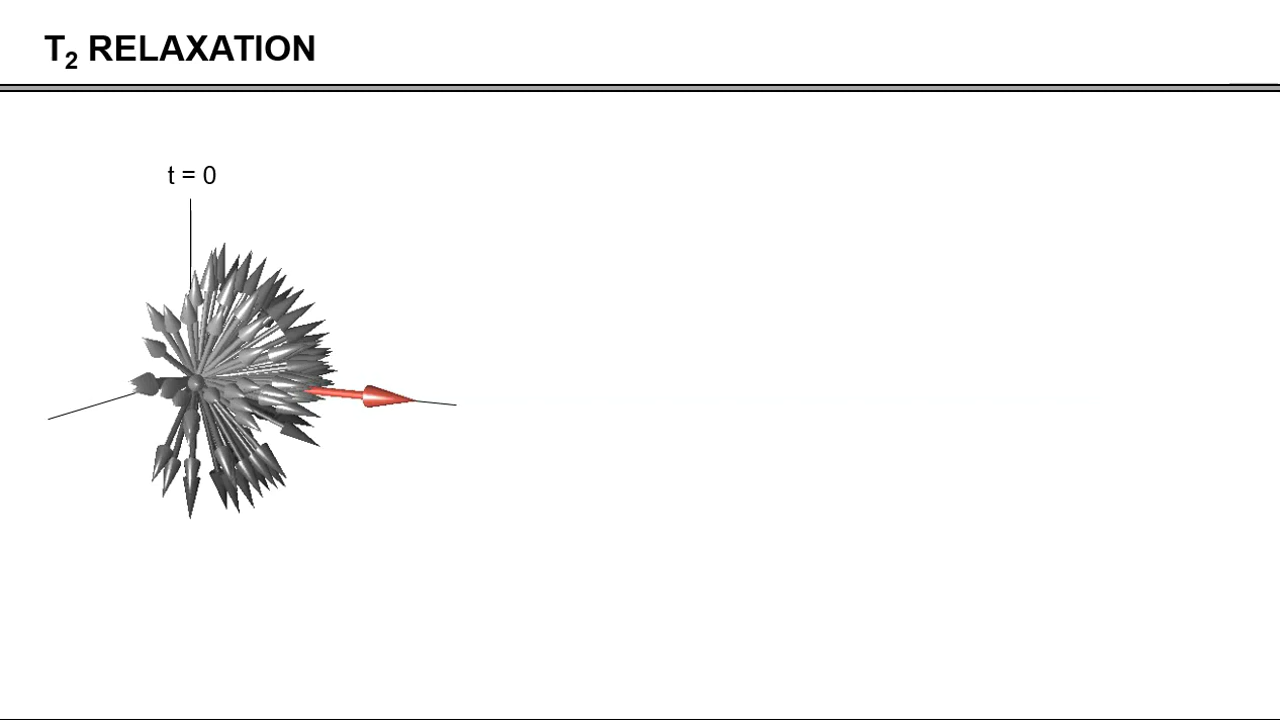 T₂ RELAXATION
t = 0